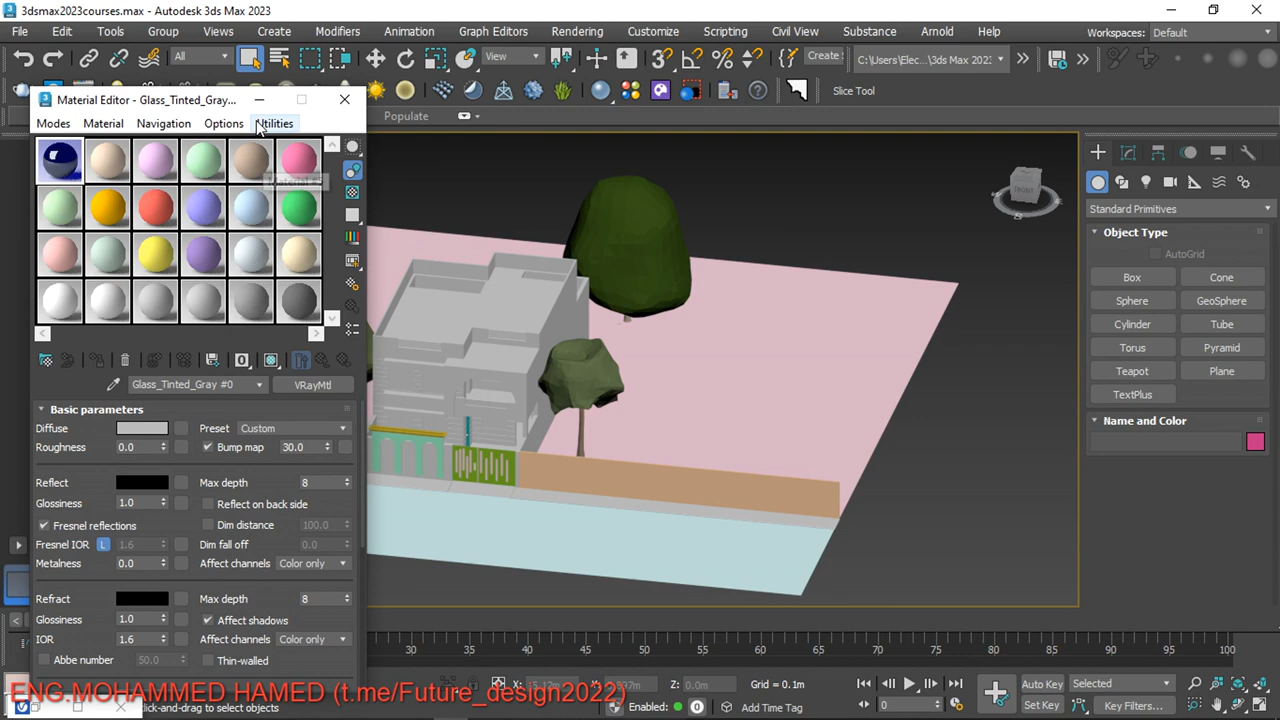 3dsmax2023courses.max - Autodesk 3ds Max 2023
File Edit Tools Group Views Create Modifiers Animation Graph Editors Rendering Customize Scripting Civil View Substance Arnold Help Workspaces: Default
All View Create C:\Users\Elec...\3ds Max 202
Material Editor - Glass_Tinted_Gray... Slice Tool
Populate
Modes Material Navigation Options Utilities
FRONT
Standard Primitives
Object Type
AutoGrid
Box Cone
Sphere GeoSphere
Cylinder Tube
Torus Pyramid
Teapot Plane
TextPlus
Name and Color
Glass_Tinted_Gray #0 VRayMtl
Basic parameters
Diffuse Preset Custom
Roughness 0.0 Bump map 30.0
Reflect Max depth 8
Glossiness 1.0 Reflect on back side
Fresnel reflections Dim distance 100.0
Fresnel IOR L 1.6 Dim fall off 0.0
Metalness 0.0 Affect channels Color only
Refract Max depth 8
Glossiness 1.0 Affect shadows
IOR 1.6 Affect channels Color only
Abbe number 50.0 Thin-walled
30 35 40 45 50 55 60 65 70 75 80 85 90 95 100
ENG.MOHAMMED HAMED (t.me/Future_design2022)
X: Y: Z: 0.0m Grid = 0.1m Auto Key Selected
click-and-drag to select objects Enabled: 0 Add Time Tag 0 Set Key Key Filters...